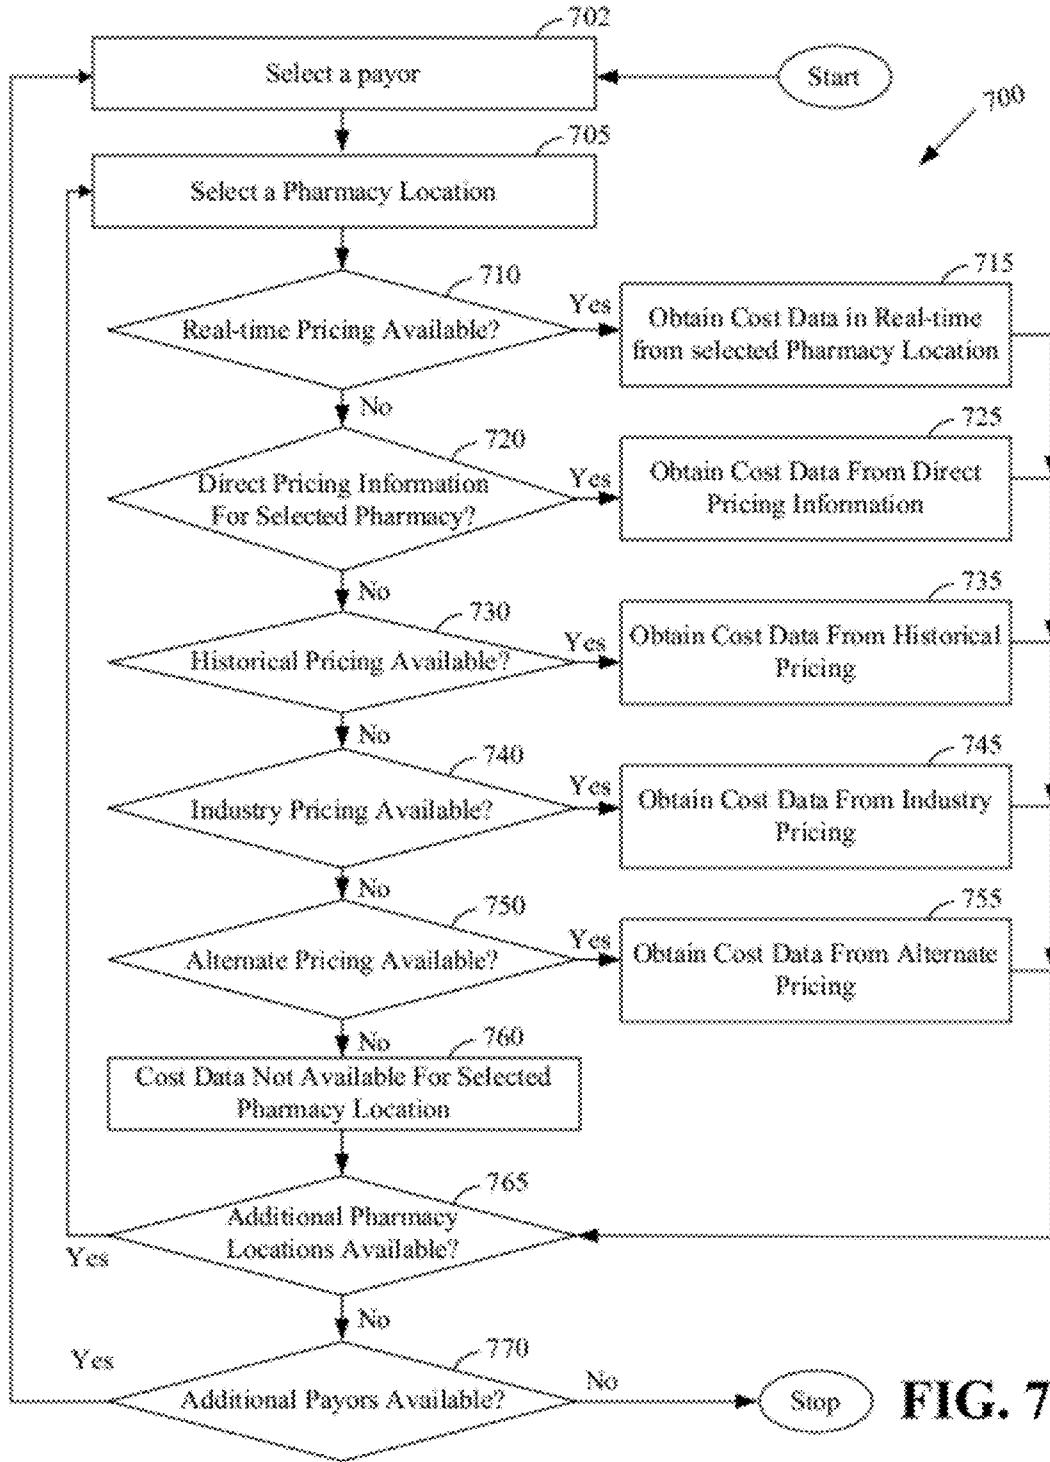 702
Select a payor
Start
700
705
Select a Pharmacy Location
710
Real-time Pricing Available?
Yes
715
Obtain Cost Data in Real-time
from selected Pharmacy Location
No
720
Direct Pricing Information
For Selected Pharmacy?
Yes
725
Obtain Cost Data From Direct
Pricing Information
No
730
Historical Pricing Available?
Yes
735
Obtain Cost Data From Historical
Pricing
No
740
Industry Pricing Available?
Yes
745
Obtain Cost Data From Industry
Pricing
No
750
Alternate Pricing Available?
Yes
755
Obtain Cost Data From Alternate
Pricing
No
760
Cost Data Not Available For Selected
Pharmacy Location
765
Additional Pharmacy
Locations Available?
Yes
No
770
Additional Payors Available?
Yes
No
Stop
FIG. 7